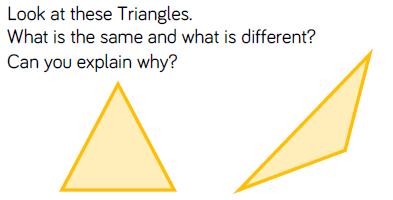 Look at these Triangles.
What is the same and what is different?
Can you explain why?